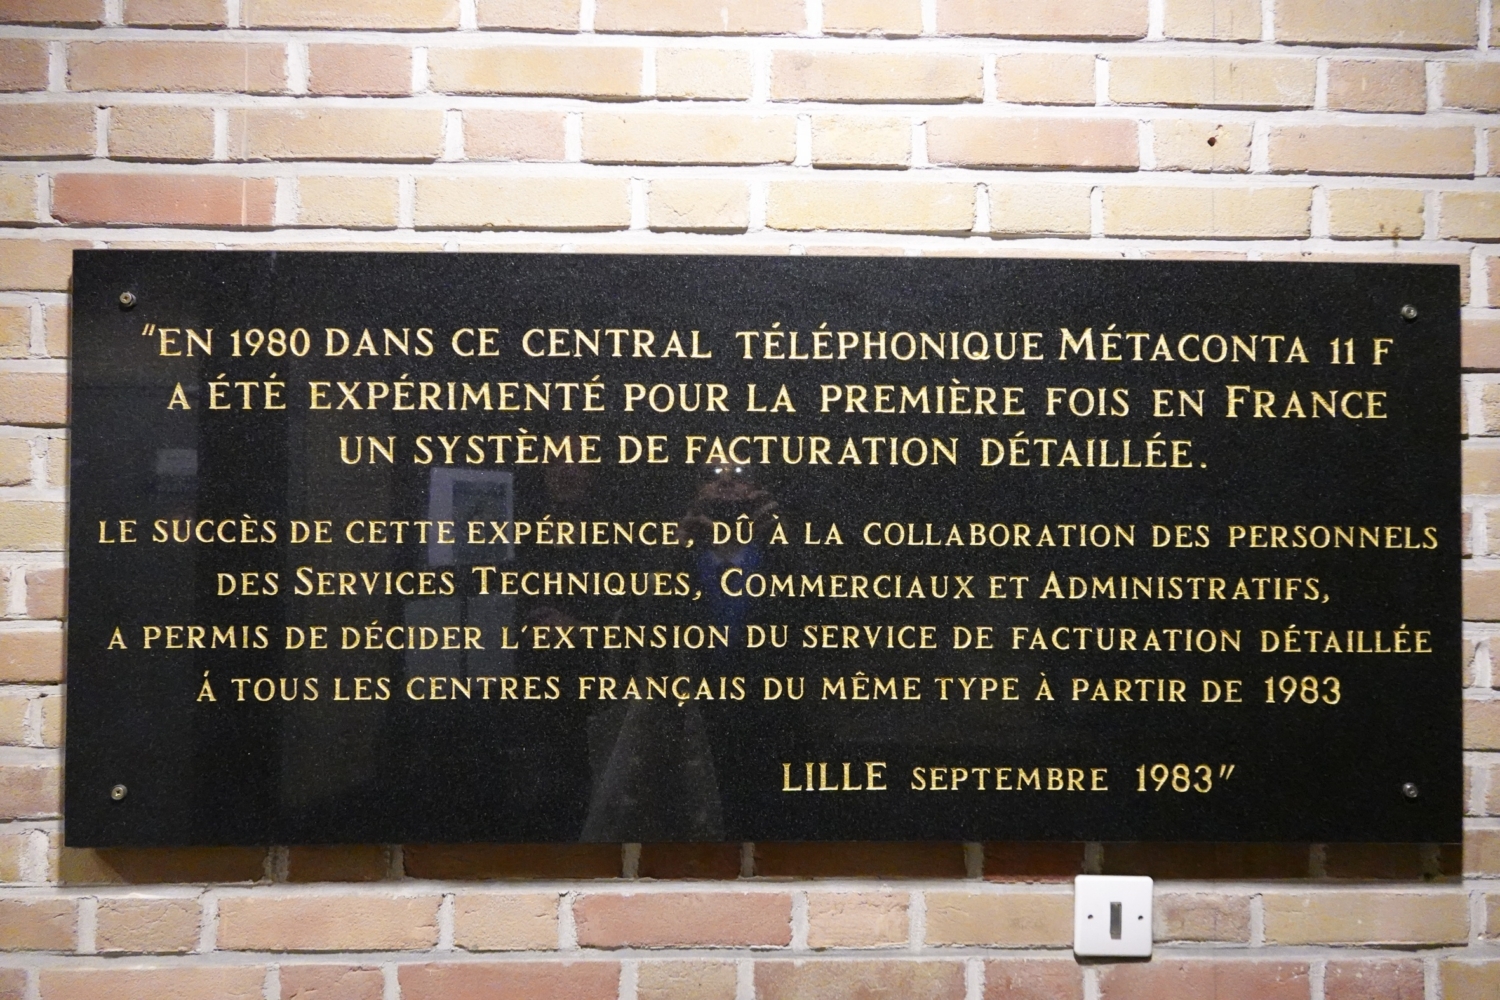 "EN 1980 DANS CE CENTRAL TÉLÉPHONIQUE MÉTACONTA 11 F
A ÉTÉ EXPÉRIMENTÉ POUR LA PREMIÈRE FOIS EN FRANCE
UN SYSTÈME DE FACTURATION DÉTAILLÉE.
LE SUCCÈS DE CETTE EXPÉRIENCE, DÛ À LA COLLABORATION DES PERSONNELS
DES SERVICES TECHNIQUES, COMMERCIAUX ET ADMINISTRATIFS,
A PERMIS DE DÉCIDER L'EXTENSION DU SERVICE DE FACTURATION DÉTAILLÉE
Á TOUS LES CENTRES FRANÇAIS DU MÊME TYPE À PARTIR DE 1983
LILLE SEPTEMBRE 1983"